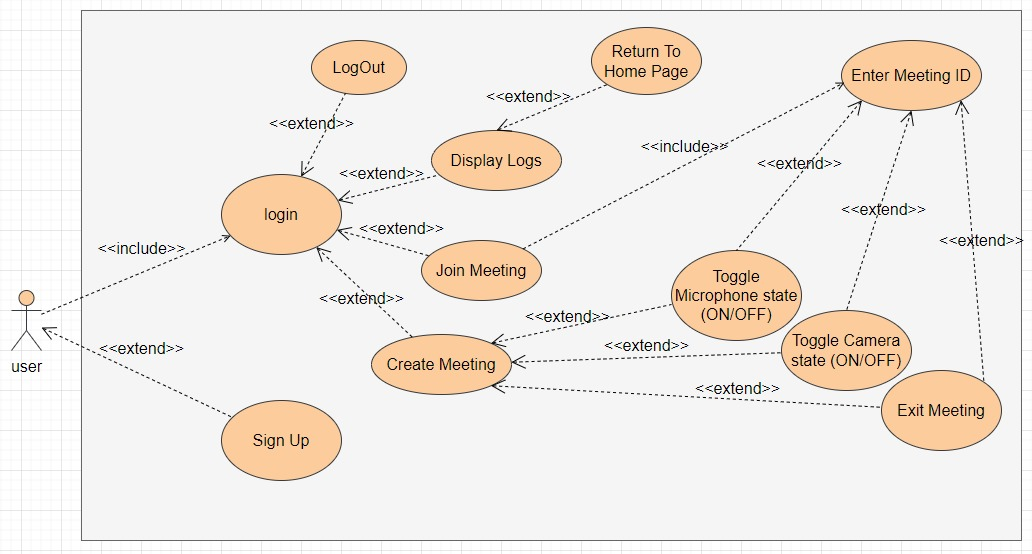 Return To
Home Page
LogOut
Enter Meeting ID
<<extend>>
<<extend>>
<<include>>
Display Logs
<<extend>>
<<extend>>
login
<<extend>>
<<extend>>
<<include>>
<<extend>>
Join Meeting
Toggle
Microphone state
(ON/OFF)
<<extend>>
<<extend>>
Toggle Camera
state (ON/OFF)
<<extend>>
<<extend>>
user
Create Meeting
<<extend>>
Exit Meeting
Sign Up